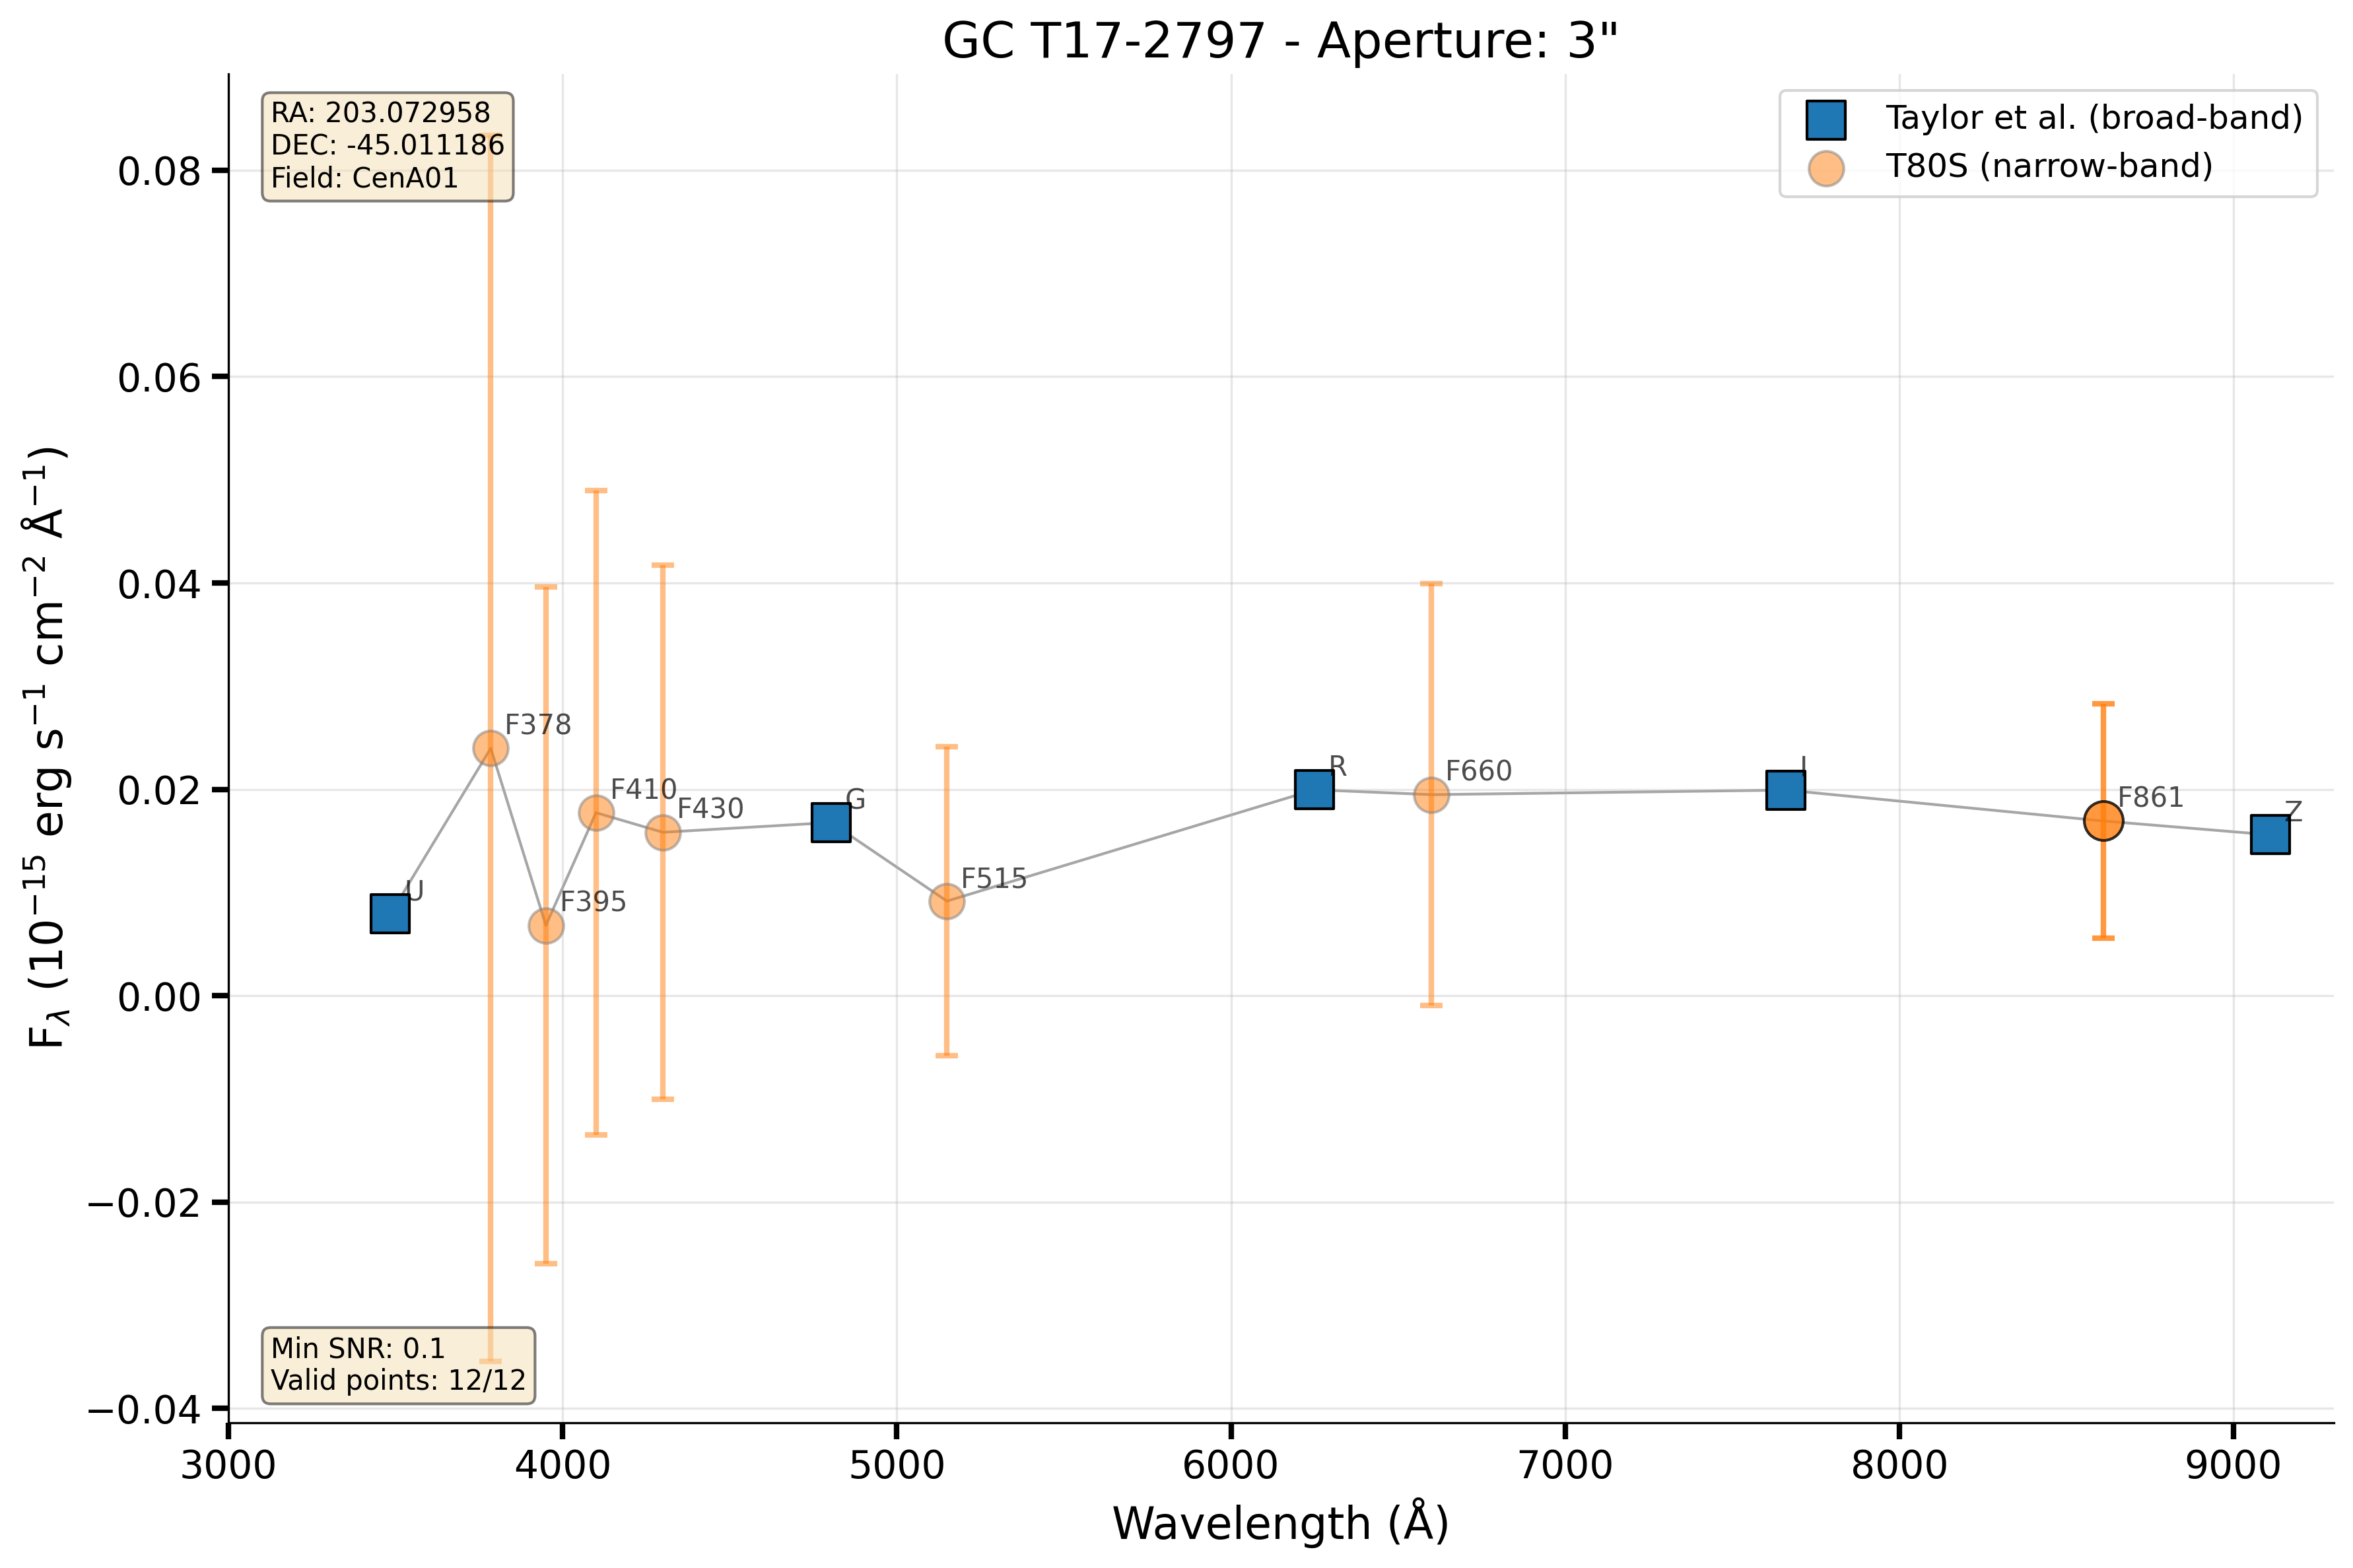 GC T17-2797 - Aperture: 3"
RA: 203.072958
DEC: -45.011186
Field: CenA01
Taylor et al. (broad-band)
T80S (narrow-band)
0.08
0.06
0.04
0.02
0.00
−0.02
−0.04
F_λ (10⁻¹⁵ erg s⁻¹ cm⁻² Å⁻¹)
U
F378
F395
F410
F430
G
F515
R
F660
I
F861
Z
Min SNR: 0.1
Valid points: 12/12
3000 4000 5000 6000 7000 8000 9000
Wavelength (Å)